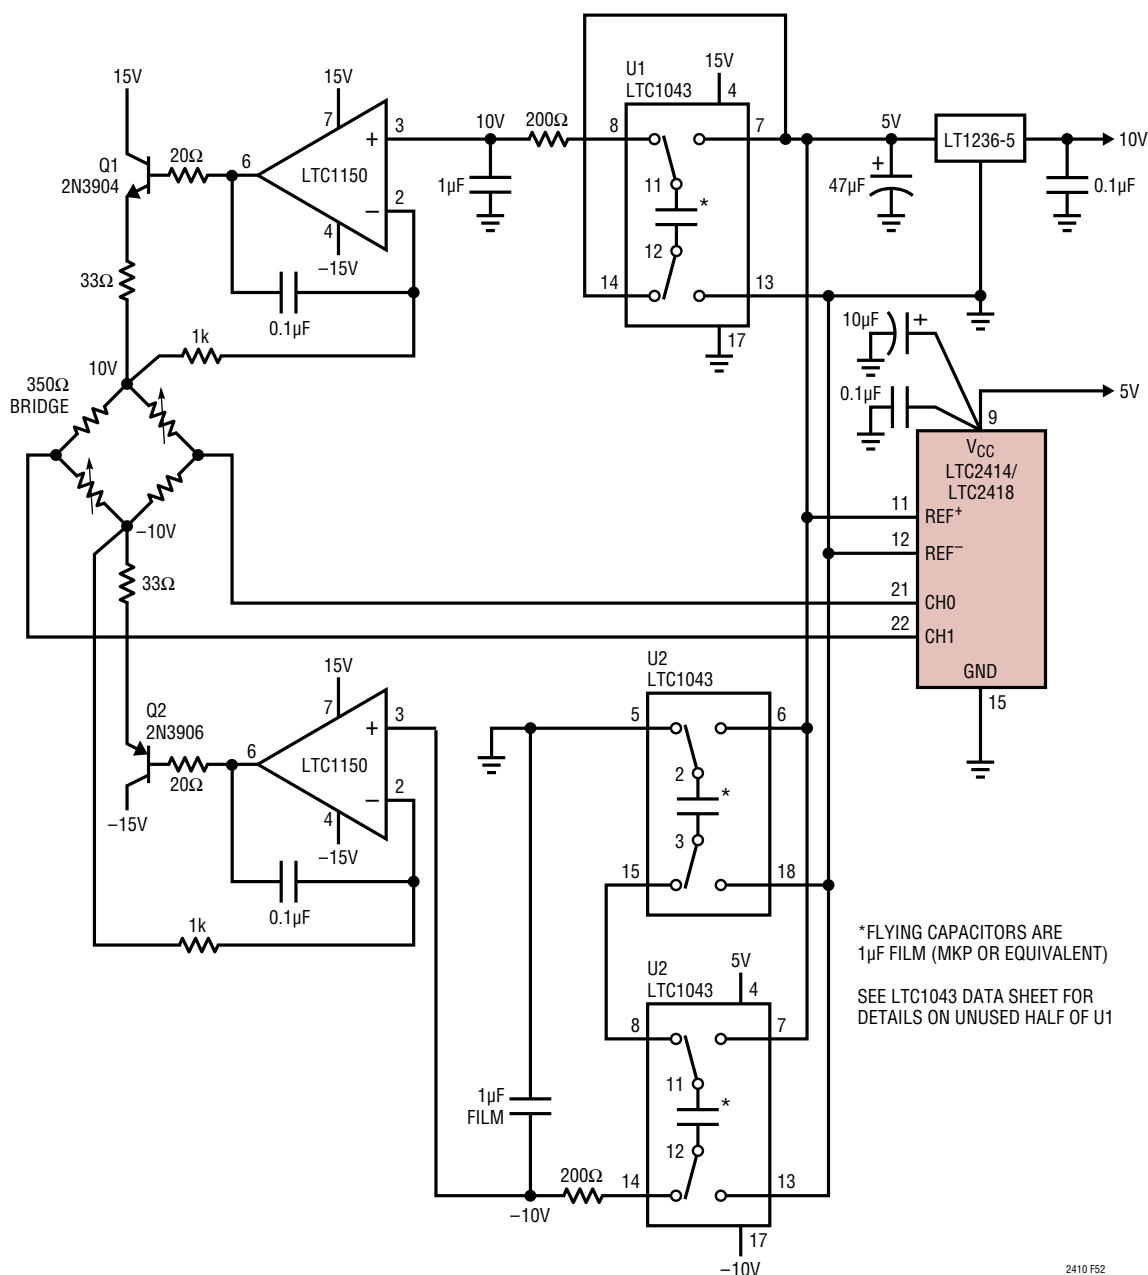 15V
Q1
2N3904
20Ω
6
15V
7
LTC1150
+
3
−
2
4
−15V
0.1µF
33Ω
1k
10V
350Ω
BRIDGE
−10V
33Ω
10V
1µF
200Ω
U1
LTC1043
15V
4
8
7
11
*
12
14
13
17
5V
+
47µF
LT1236-5
10V
0.1µF
10µF
+
0.1µF
5V
9
VCC
LTC2414/
LTC2418
11
REF+
12
REF−
21
CH0
22
CH1
GND
15
Q2
2N3906
20Ω
−15V
6
15V
7
LTC1150
+
3
−
2
4
−15V
0.1µF
1k
U2
LTC1043
5
6
2
*
3
15
18
U2
LTC1043
5V
4
8
7
11
*
12
14
13
17
−10V
1µF
FILM
200Ω
−10V
*FLYING CAPACITORS ARE
1µF FILM (MKP OR EQUIVALENT)
SEE LTC1043 DATA SHEET FOR
DETAILS ON UNUSED HALF OF U1
2410 F52